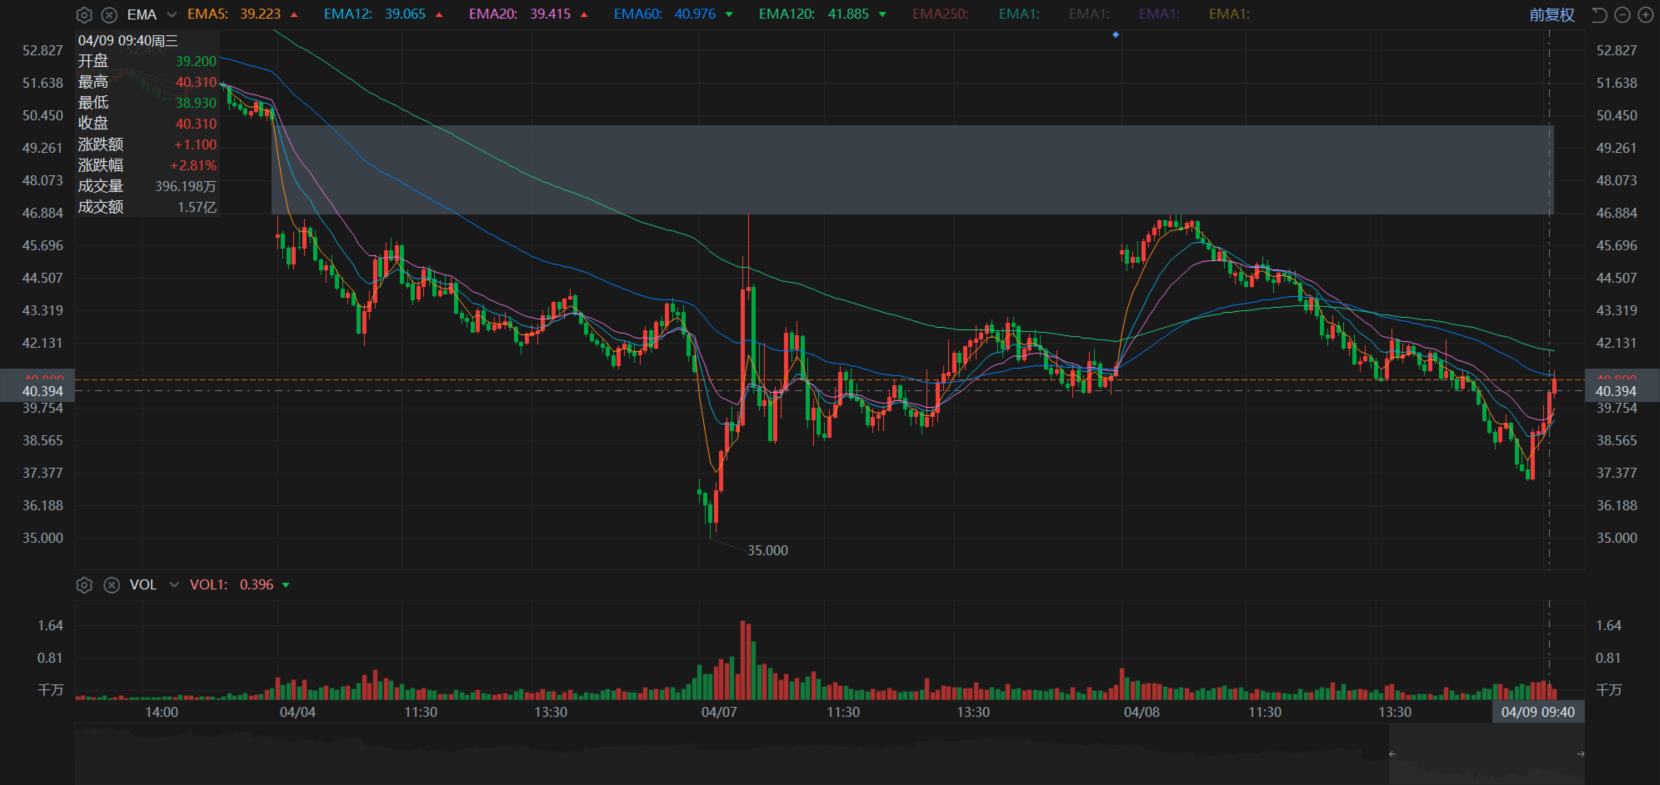 EMA EMA5: 39.223 EMA12: 39.065 EMA20: 39.415 EMA60: 40.976 EMA120: 41.885 EMA250: EMA1: EMA1: EMA1: EMA1: 前复权
04/09 09:40周三
开盘 39.200
最高 40.310
最低 38.930
收盘 40.310
涨跌额 +1.100
涨跌幅 +2.81%
成交量 396.198万
成交额 1.57亿
52.827 52.827
51.638 51.638
50.450 50.450
49.261 49.261
48.073 48.073
46.884 46.884
45.696 45.696
44.507 44.507
43.319 43.319
42.131 42.131
40.394 40.394
39.754 39.754
38.565 38.565
37.377 37.377
36.188 36.188
35.000 35.000
35.000
VOL VOL1: 0.396
1.64 1.64
0.81 0.81
千万 千万
14:00 04/04 11:30 13:30 04/07 11:30 13:30 04/08 11:30 13:30 04/09 09:40